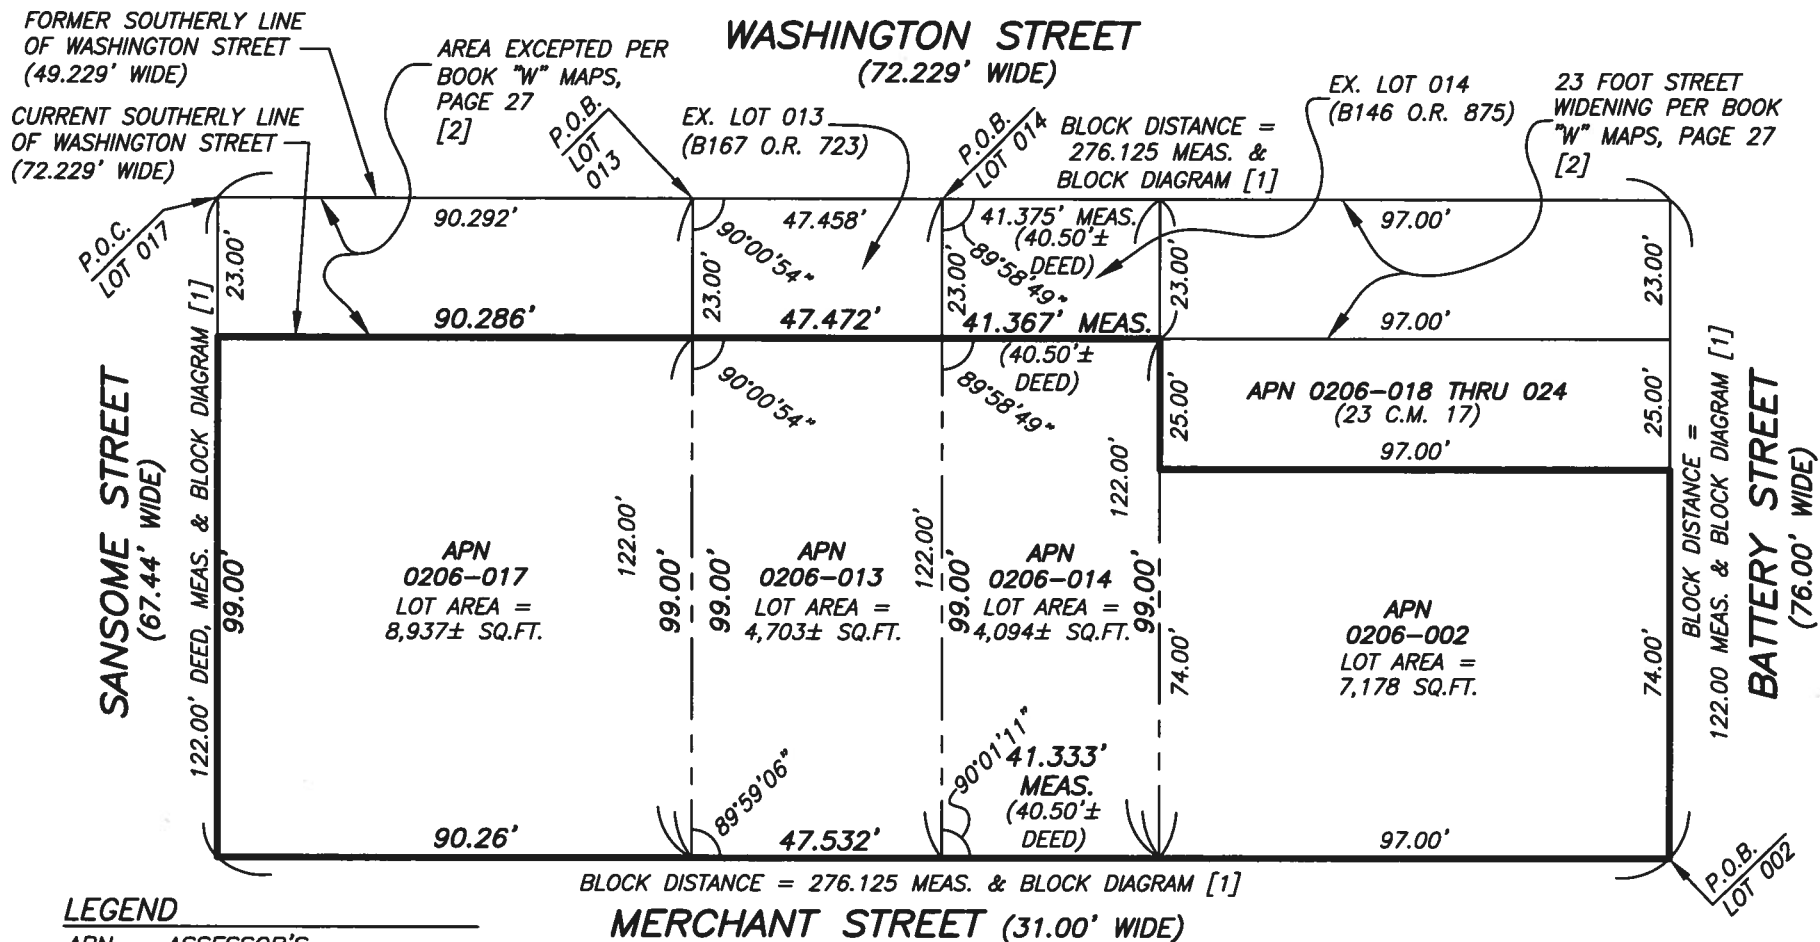 FORMER SOUTHERLY LINE
OF WASHINGTON STREET
(49.229' WIDE)
CURRENT SOUTHERLY LINE
OF WASHINGTON STREET
(72.229' WIDE)
AREA EXCEPTED PER
BOOK "W" MAPS,
PAGE 27
[2]
WASHINGTON STREET
(72.229' WIDE)
P.O.B.
LOT
013
EX. LOT 013
(B167 O.R. 723)
P.O.B.
LOT 014
BLOCK DISTANCE =
276.125 MEAS. &
BLOCK DIAGRAM [1]
EX. LOT 014
(B146 O.R. 875)
23 FOOT STREET
WIDENING PER BOOK
"W" MAPS, PAGE 27
[2]
P.O.C.
LOT 017
90.292'
47.458'
41.375' MEAS.
(40.50'±
DEED)
97.00'
23.00'
90°00'54"
23.00'
23.00'
89°58'49"
23.00'
23.00'
90.286'
47.472'
41.367' MEAS.
(40.50'±
DEED)
97.00'
90°00'54"
89°58'49"
25.00'
APN 0206-018 THRU 024
(23 C.M. 17)
97.00'
25.00'
SANSOME STREET
(67.44' WIDE)
122.00' DEED, MEAS. & BLOCK DIAGRAM [1]
99.00'
APN
0206-017
LOT AREA =
8,937± SQ.FT.
122.00'
99.00'
99.00'
APN
0206-013
LOT AREA =
4,703± SQ.FT.
122.00'
99.00'
APN
0206-014
LOT AREA =
4,094± SQ.FT.
122.00'
99.00'
74.00'
APN
0206-002
LOT AREA =
7,178 SQ.FT.
74.00'
BLOCK DISTANCE =
122.00 MEAS. & BLOCK DIAGRAM [1]
BATTERY STREET
(76.00' WIDE)
90.26'
89°59'06"
47.532'
90°01'11"
41.333'
MEAS.
(40.50'±
DEED)
97.00'
P.O.B.
LOT 002
BLOCK DISTANCE = 276.125 MEAS. & BLOCK DIAGRAM [1]
MERCHANT STREET (31.00' WIDE)
LEGEND
APN ASSESSOR'S